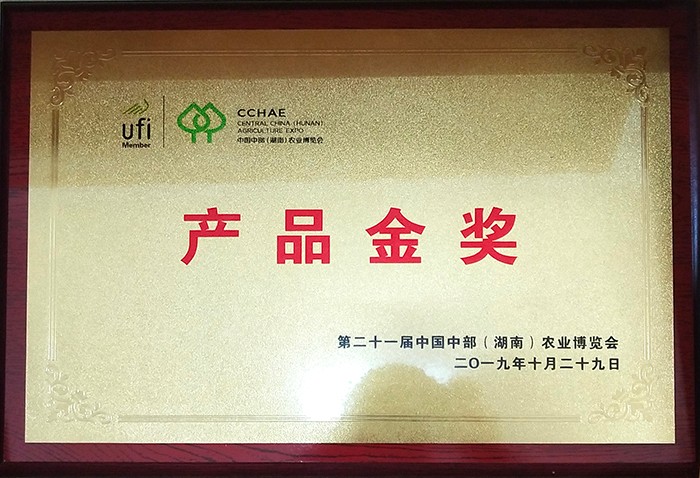 ufi
Member
CCHAE
CENTRAL CHINA (HUNAN)
AGRICULTURE EXPO
中国中部(湖南)农业博览会
产品金奖
第二十一届中国中部(湖南)农业博览会
二〇一九年十月二十九日